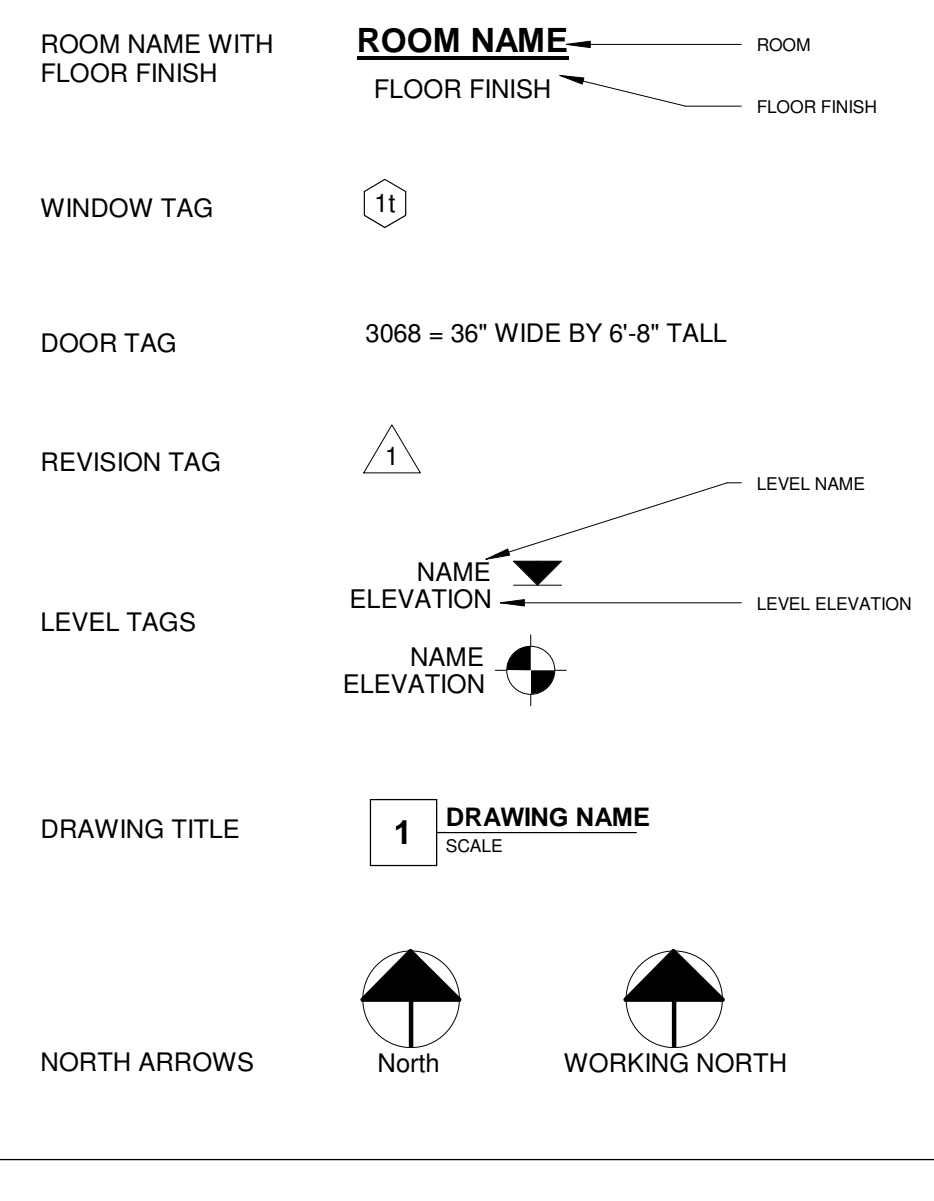 ROOM NAME WITH
FLOOR FINISH
ROOM NAME
FLOOR FINISH
ROOM
FLOOR FINISH
WINDOW TAG
1t
DOOR TAG
3068 = 36" WIDE BY 6'-8" TALL
REVISION TAG
1
LEVEL TAGS
NAME
ELEVATION
LEVEL NAME
LEVEL ELEVATION
NAME
ELEVATION
DRAWING TITLE
1
DRAWING NAME
SCALE
NORTH ARROWS
North
WORKING NORTH